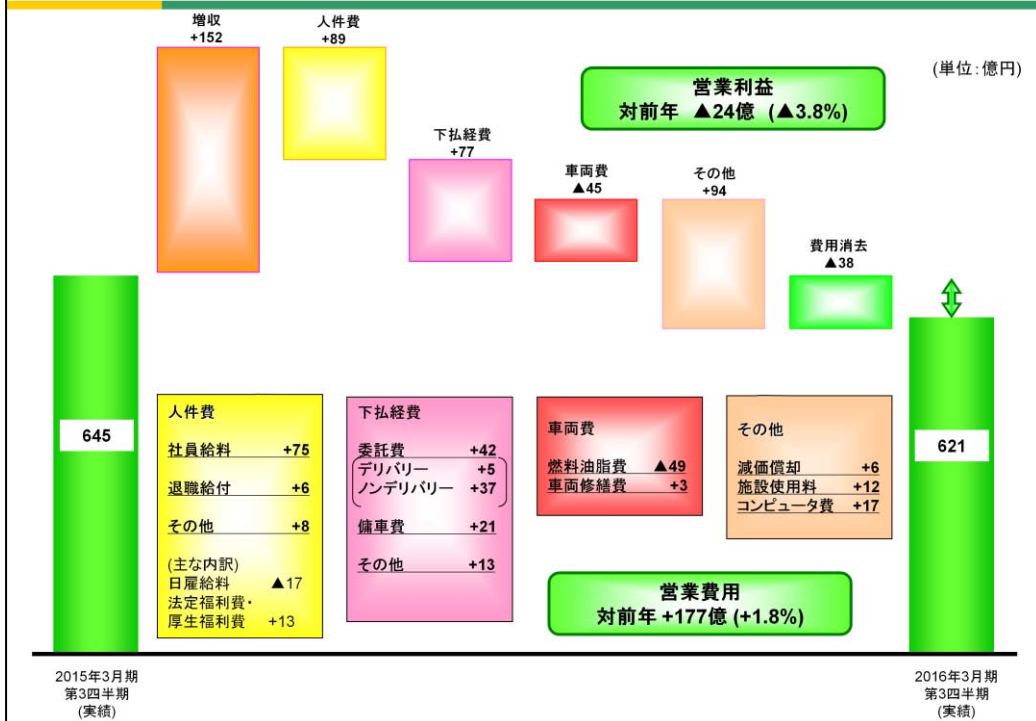 増収
+152
人件費
+89
(単位：億円)
営業利益
対前年 ▲24億 (▲3.8%)
下払経費
+77
車両費
▲45
その他
+94
費用消去
▲38
645
人件費
社員給料 +75
退職給付 +6
その他 +8
(主な内訳)
日雇給料 ▲17
法定福利費・
厚生福利費 +13
下払経費
委託費 +42
デリバリー +5
ノンデリバリー +37
傭車費 +21
その他 +13
車両費
燃料油脂費 ▲49
車両修繕費 +3
その他
減価償却 +6
施設使用料 +12
コンピュータ費 +17
621
営業費用
対前年 +177億 (+1.8%)
2015年3月期
第3四半期
(実績)
2016年3月期
第3四半期
(実績)